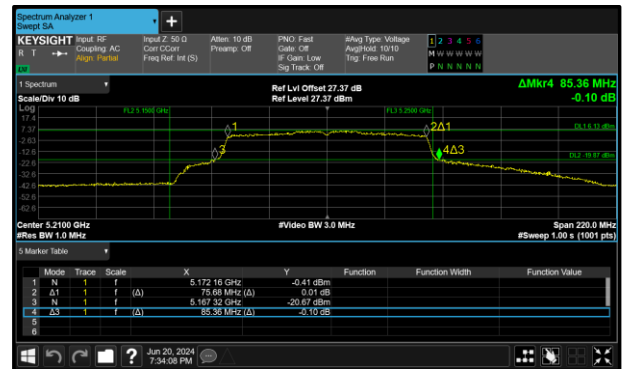 Spectrum Analyzer 1
Swept SA
KEYSIGHT Input: RF Input Z: 50 Ω Atten: 10 dB PNO: Fast #Avg Type: Voltage 1 2 3 4 5 6
R T Coupling: AC Corr CCorr Preamp: Off Gate: Off Avg|Hold: 10/10 M W W W W W
Align: Partial Freq Ref: Int (S) IF Gain: Low Trig: Free Run
Sig Track: Off P N N N N N
LXI
1 Spectrum Ref Lvl Offset 27.37 dB ΔMkr4 85.36 MHz
Scale/Div 10 dB Ref Level 27.37 dBm -0.10 dB
Log FL2 5.1500 GHz FL3 5.2500 GHz
17.4
7.37 1 2Δ1 DL1 6.13 dBm
-2.63
-12.6 3 4Δ3 DL2 -19.87 dBm
-22.6
-32.6
-42.6
-52.6
-62.6
Center 5.2100 GHz #Video BW 3.0 MHz Span 220.0 MHz
#Res BW 1.0 MHz #Sweep 1.00 s (1001 pts)
5 Marker Table
Mode Trace Scale X Y Function Function Width Function Value
1 N 1 f 5.172 16 GHz -0.41 dBm
2 Δ1 1 f (Δ) 75.68 MHz (Δ) 0.01 dB
3 N 1 f 5.167 32 GHz -20.67 dBm
4 Δ3 1 f (Δ) 85.36 MHz (Δ) -0.10 dB
5
6
? Jun 20, 2024
7:34:08 PM